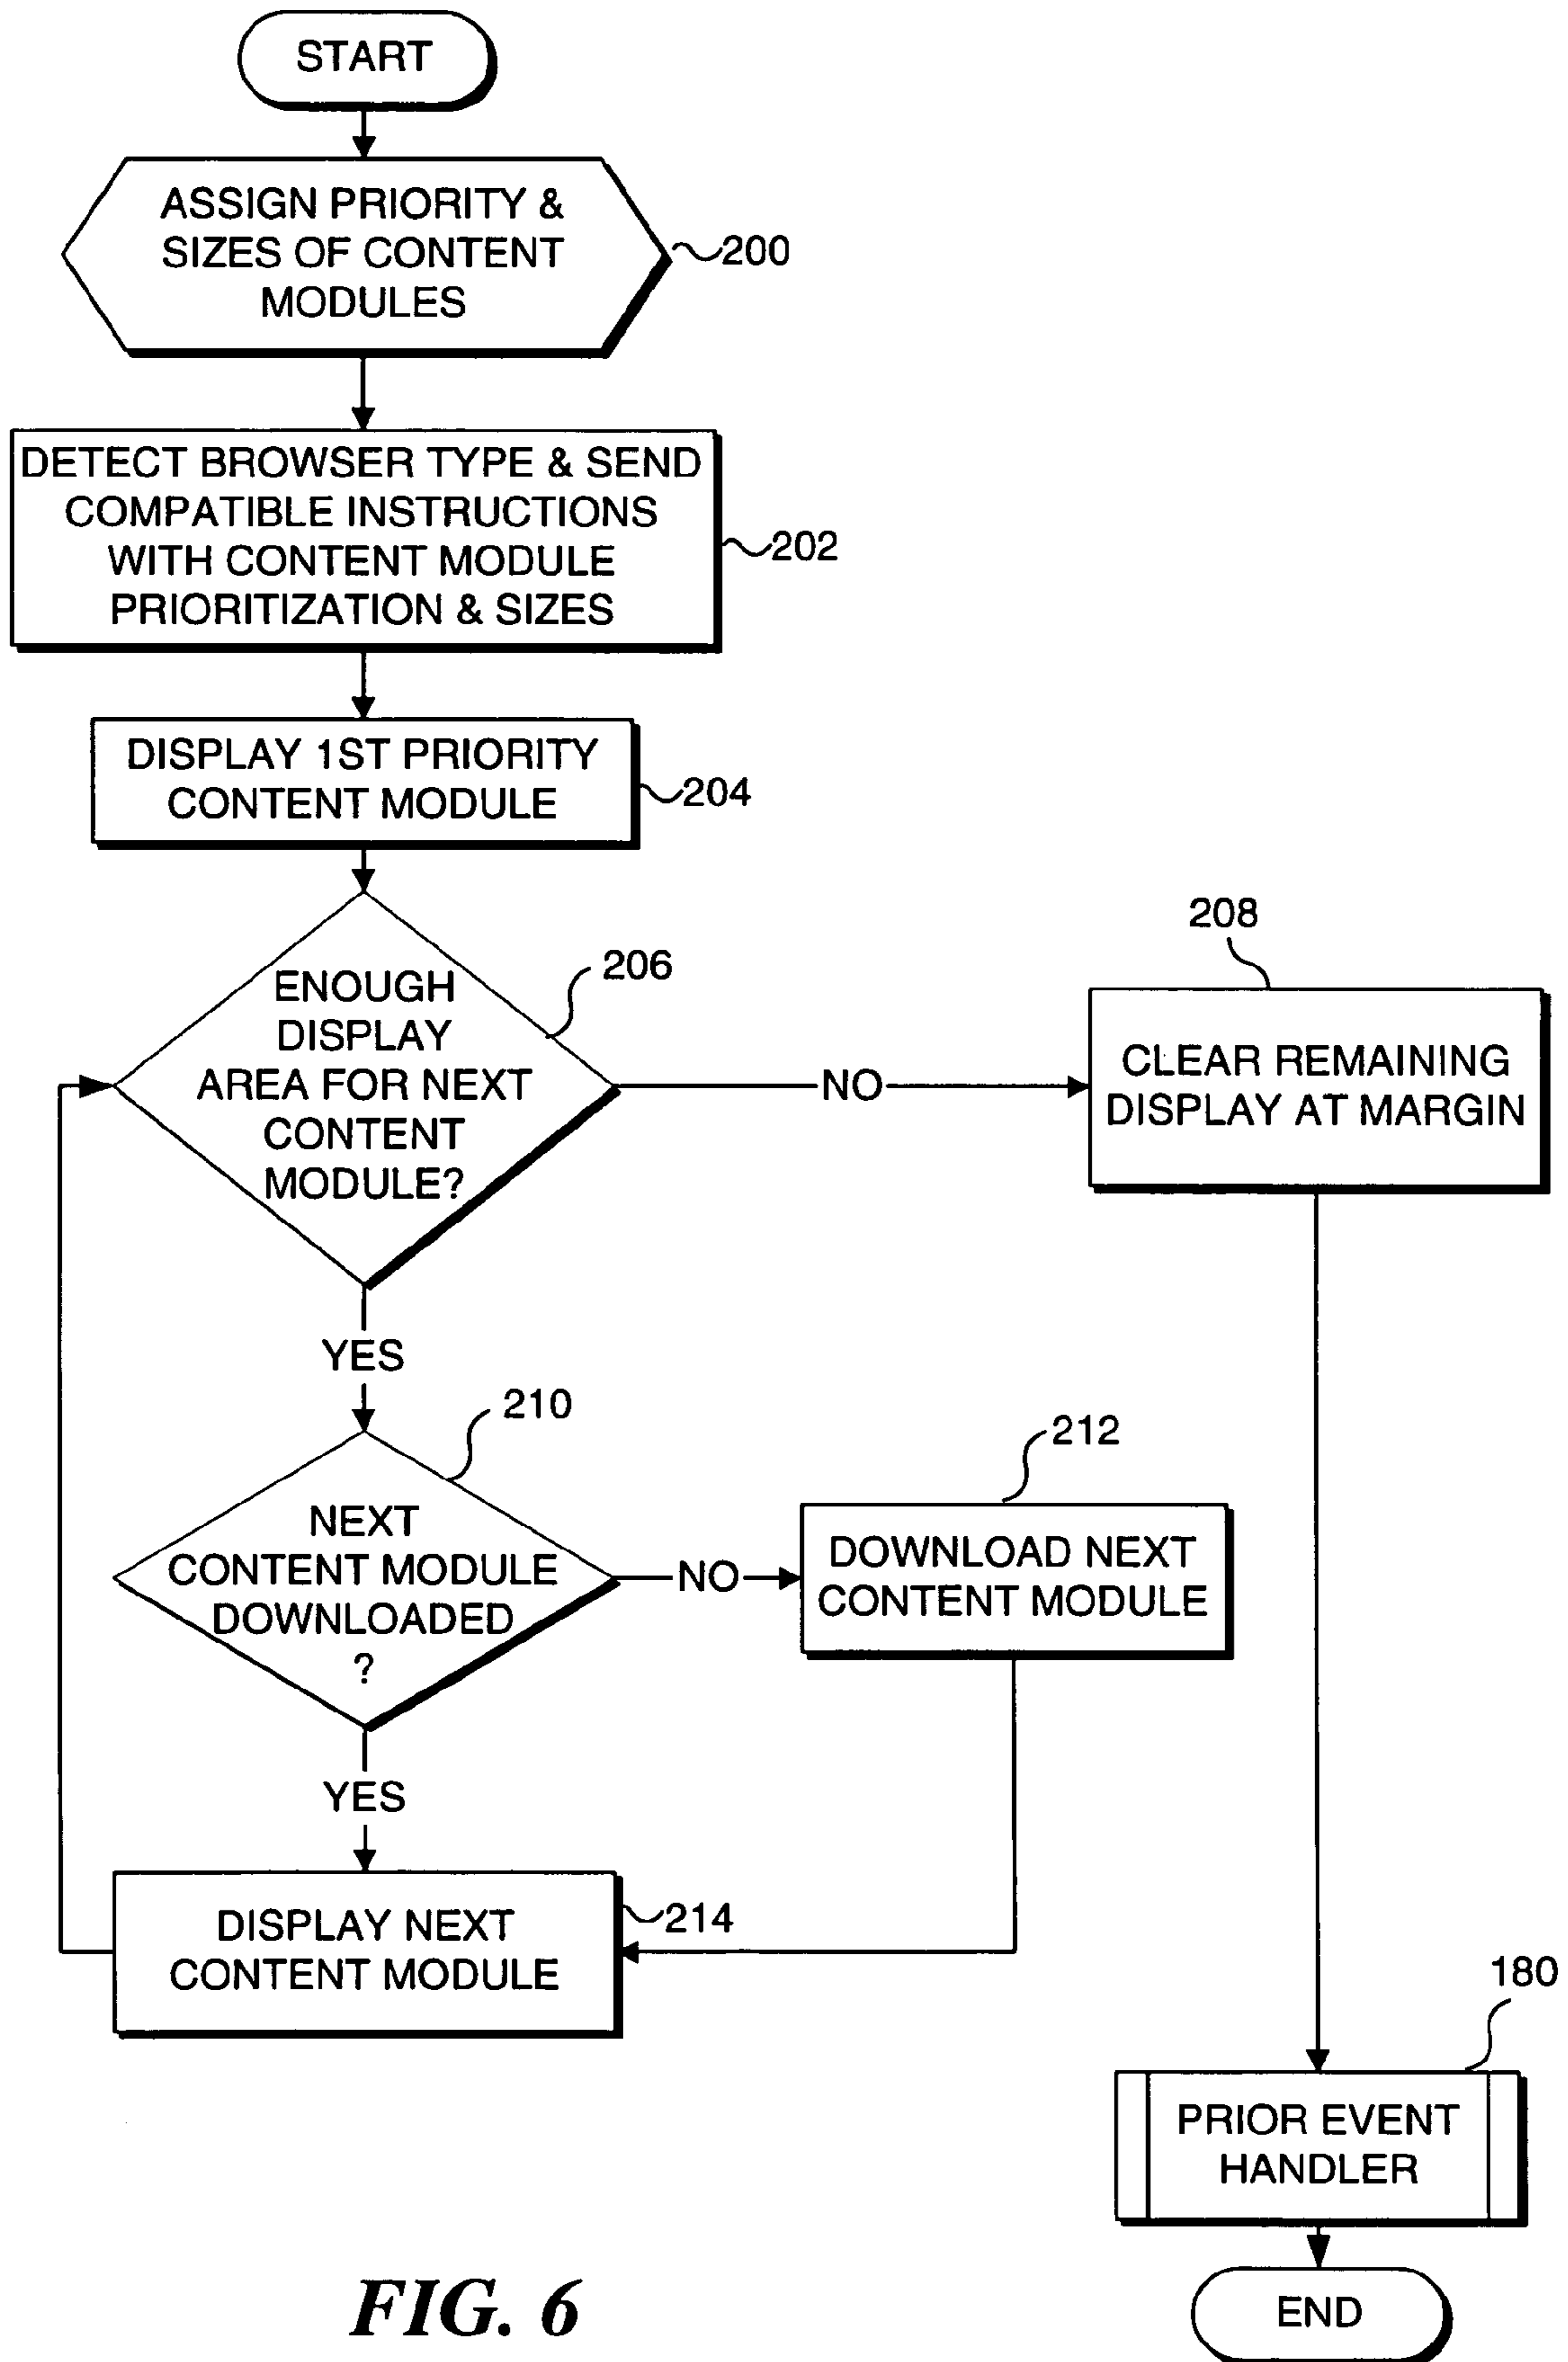 START
ASSIGN PRIORITY &
SIZES OF CONTENT
MODULES
200
DETECT BROWSER TYPE & SEND
COMPATIBLE INSTRUCTIONS
WITH CONTENT MODULE
PRIORITIZATION & SIZES
202
DISPLAY 1ST PRIORITY
CONTENT MODULE
204
ENOUGH
DISPLAY
AREA FOR NEXT
CONTENT
MODULE?
206
NO
208
CLEAR REMAINING
DISPLAY AT MARGIN
YES
210
NEXT
CONTENT MODULE
DOWNLOADED
?
NO
212
DOWNLOAD NEXT
CONTENT MODULE
YES
DISPLAY NEXT
CONTENT MODULE
214
180
PRIOR EVENT
HANDLER
END
FIG. 6